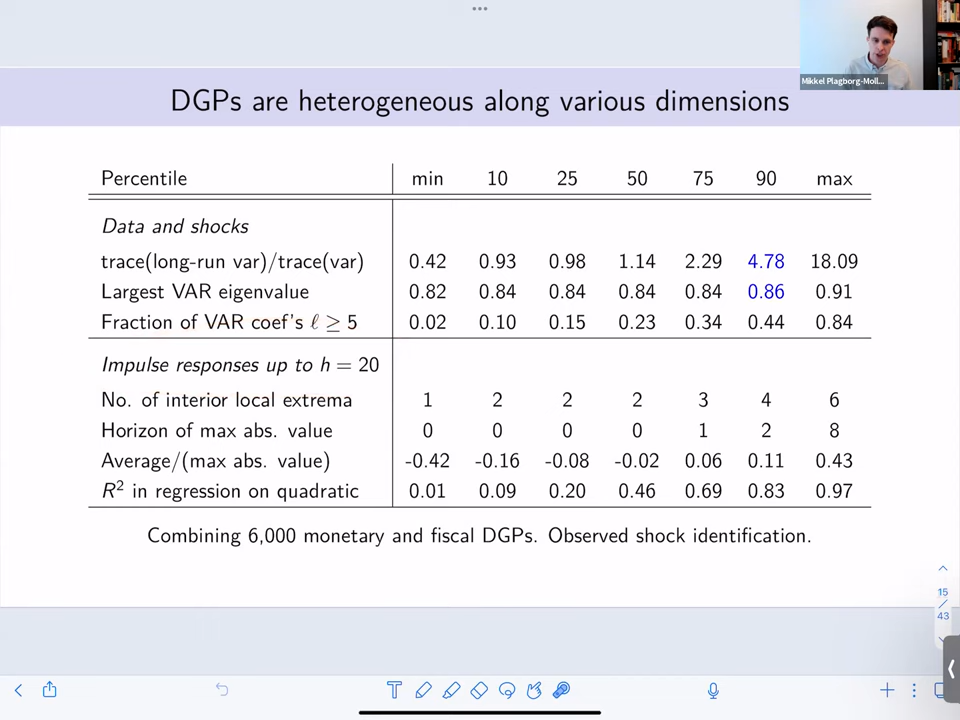 Mikkel Plagborg-Moll...
DGPs are heterogeneous along various dimensions
Percentile min 10 25 50 75 90 max
Data and shocks
trace(long-run var)/trace(var) 0.42 0.93 0.98 1.14 2.29 4.78 18.09
Largest VAR eigenvalue 0.82 0.84 0.84 0.84 0.84 0.86 0.91
Fraction of VAR coef's ℓ ≥ 5 0.02 0.10 0.15 0.23 0.34 0.44 0.84
Impulse responses up to h = 20
No. of interior local extrema 1 2 2 2 3 4 6
Horizon of max abs. value 0 0 0 0 1 2 8
Average/(max abs. value) -0.42 -0.16 -0.08 -0.02 0.06 0.11 0.43
R² in regression on quadratic 0.01 0.09 0.20 0.46 0.69 0.83 0.97
Combining 6,000 monetary and fiscal DGPs. Observed shock identification.
15
/
43